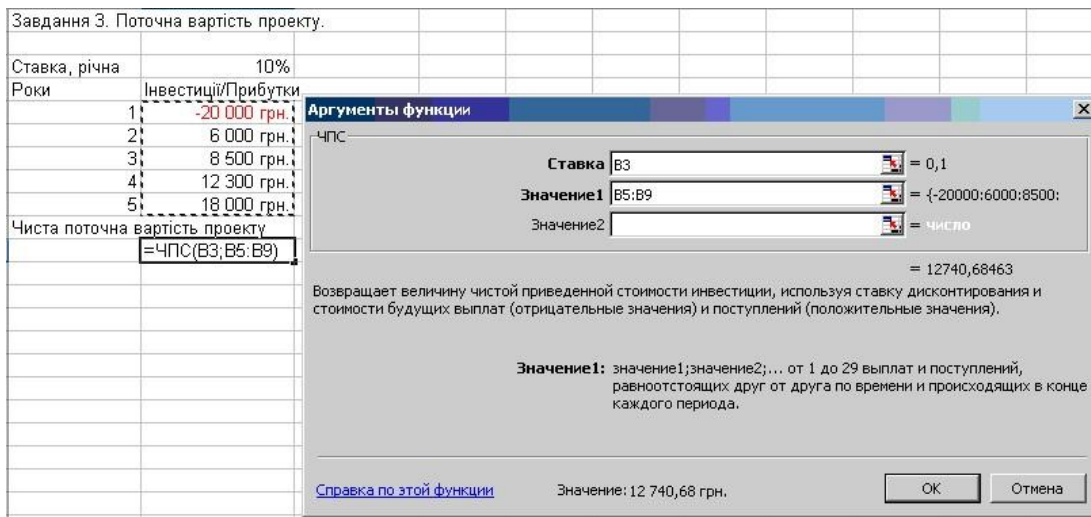 Завдання 3. Поточна вартість проекту.
Ставка, річна 10%
Роки Інвестиції/Прибутки
1 -20 000 грн.
2 6 000 грн.
3 8 500 грн.
4 12 300 грн.
5 18 000 грн.
Чиста поточна вартість проекту
=ЧПС(B3;B5:B9)
Аргументы функции
ЧПС
Ставка B3 = 0,1
Значение1 B5:B9 = {-20000:6000:8500:
Значение2 = число
= 12740,68463
Возвращает величину чистой приведенной стоимости инвестиции, используя ставку дисконтирования и
стоимости будущих выплат (отрицательные значения) и поступлений (положительные значения).
Значение1: значение1;значение2;... от 1 до 29 выплат и поступлений,
равноотстоящих друг от друга по времени и происходящих в конце
каждого периода.
Справка по этой функции Значение: 12 740,68 грн. OK Отмена